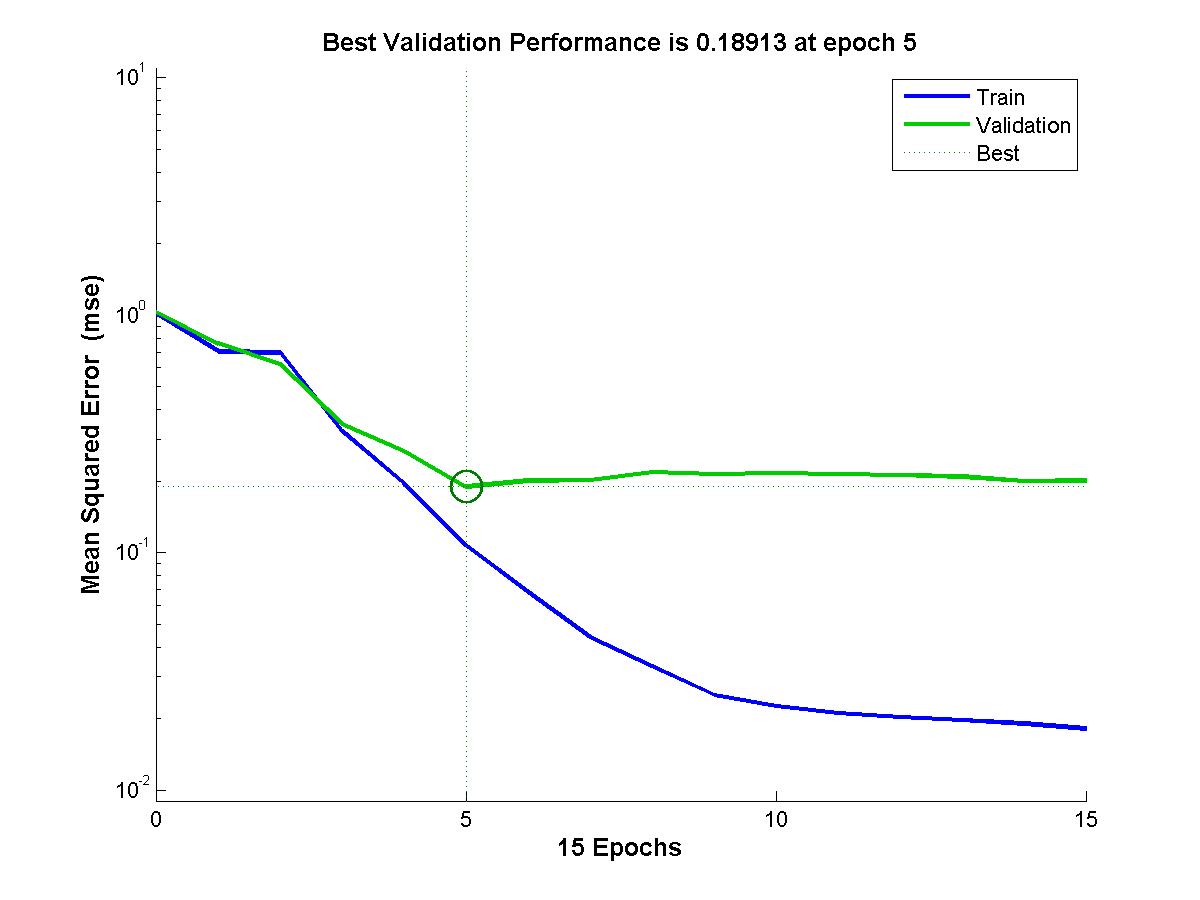 Best Validation Performance is 0.18913 at epoch 5
Train
Validation
Best
Mean Squared Error (mse)
10^1
10^0
10^-1
10^-2
0 5 10 15
15 Epochs